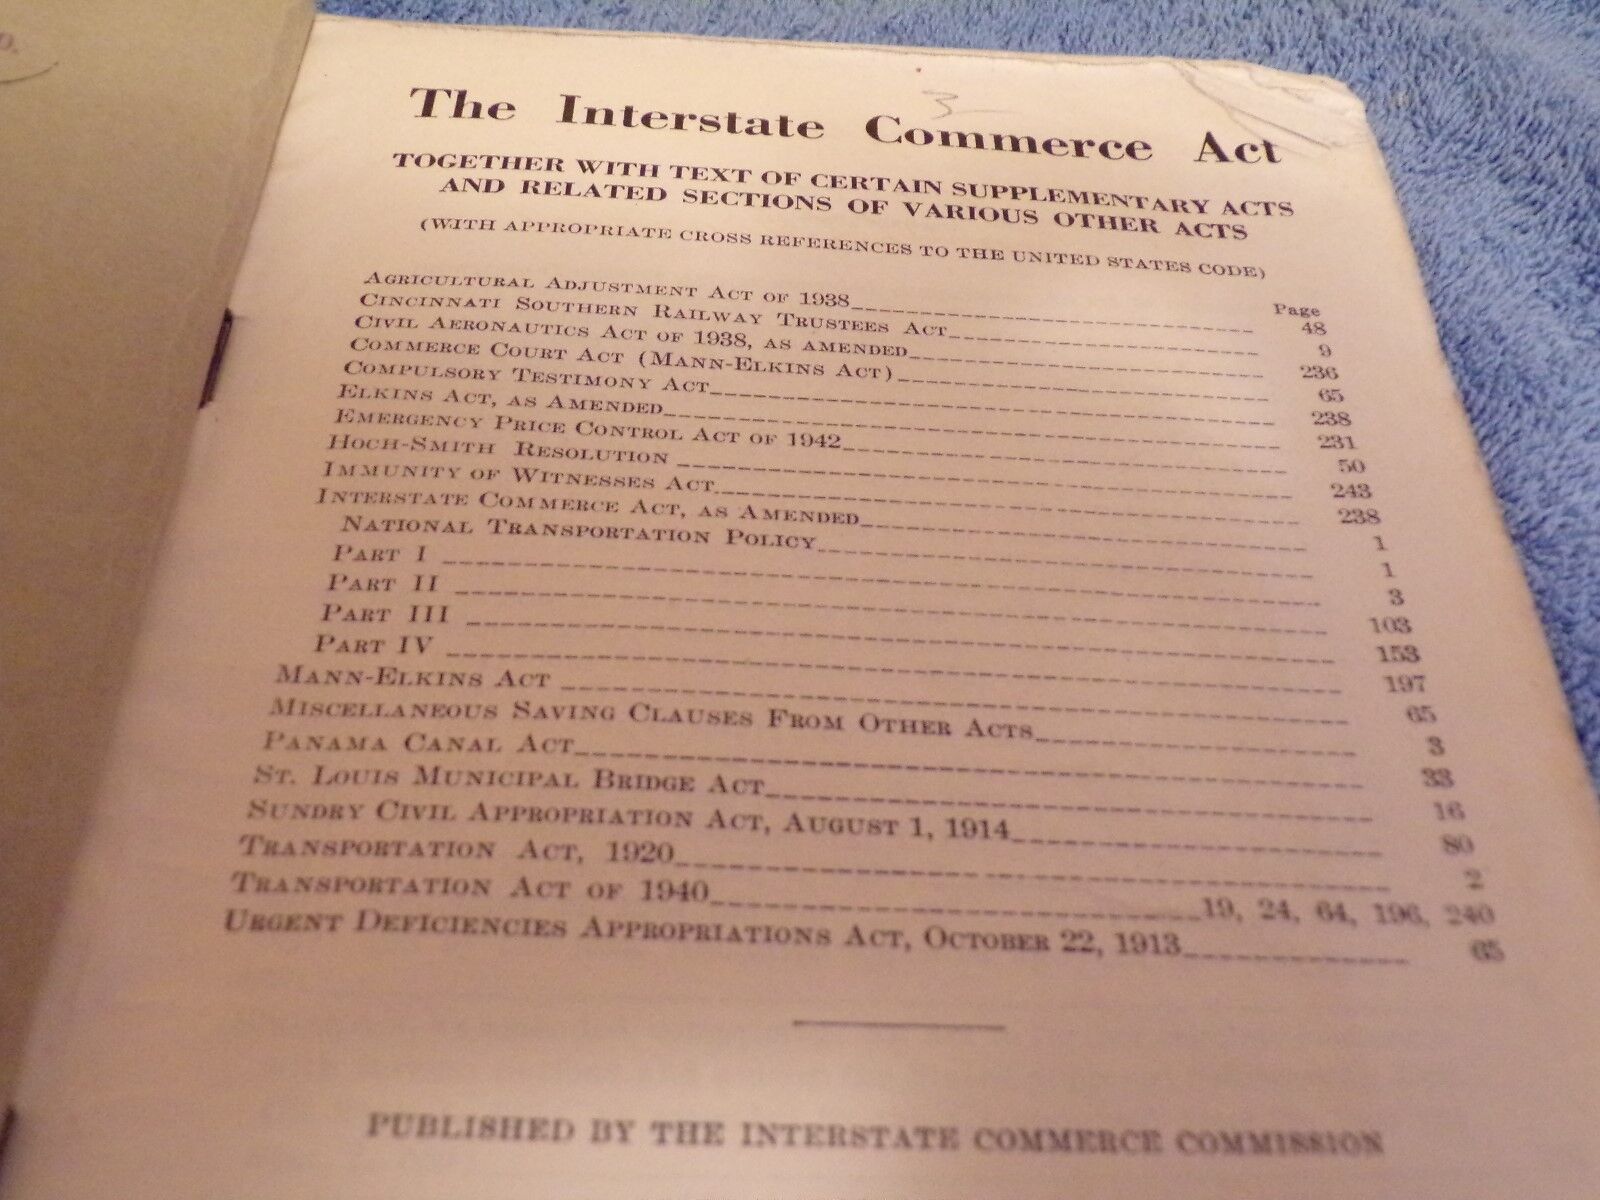 D.
3
The Interstate Commerce Act
TOGETHER WITH TEXT OF CERTAIN SUPPLEMENTARY ACTS
AND RELATED SECTIONS OF VARIOUS OTHER ACTS
(WITH APPROPRIATE CROSS REFERENCES TO THE UNITED STATES CODE)
Page
AGRICULTURAL ADJUSTMENT ACT OF 1938 48
CINCINNATI SOUTHERN RAILWAY TRUSTEES ACT 9
CIVIL AERONAUTICS ACT OF 1938, AS AMENDED 236
COMMERCE COURT ACT (MANN-ELKINS ACT) 65
COMPULSORY TESTIMONY ACT 238
ELKINS ACT, AS AMENDED 231
EMERGENCY PRICE CONTROL ACT OF 1942 50
HOCH-SMITH RESOLUTION 243
IMMUNITY OF WITNESSES ACT 238
INTERSTATE COMMERCE ACT, AS AMENDED 1
NATIONAL TRANSPORTATION POLICY 1
PART I 3
PART II 103
PART III 153
PART IV 197
MANN-ELKINS ACT 65
MISCELLANEOUS SAVING CLAUSES FROM OTHER ACTS 3
PANAMA CANAL ACT 33
ST. LOUIS MUNICIPAL BRIDGE ACT 16
SUNDRY CIVIL APPROPRIATION ACT, AUGUST 1, 1914 80
TRANSPORTATION ACT, 1920 2
TRANSPORTATION ACT OF 1940 19, 24, 64, 196, 240
URGENT DEFICIENCIES APPROPRIATIONS ACT, OCTOBER 22, 1913 65
PUBLISHED BY THE INTERSTATE COMMERCE COMMISSION